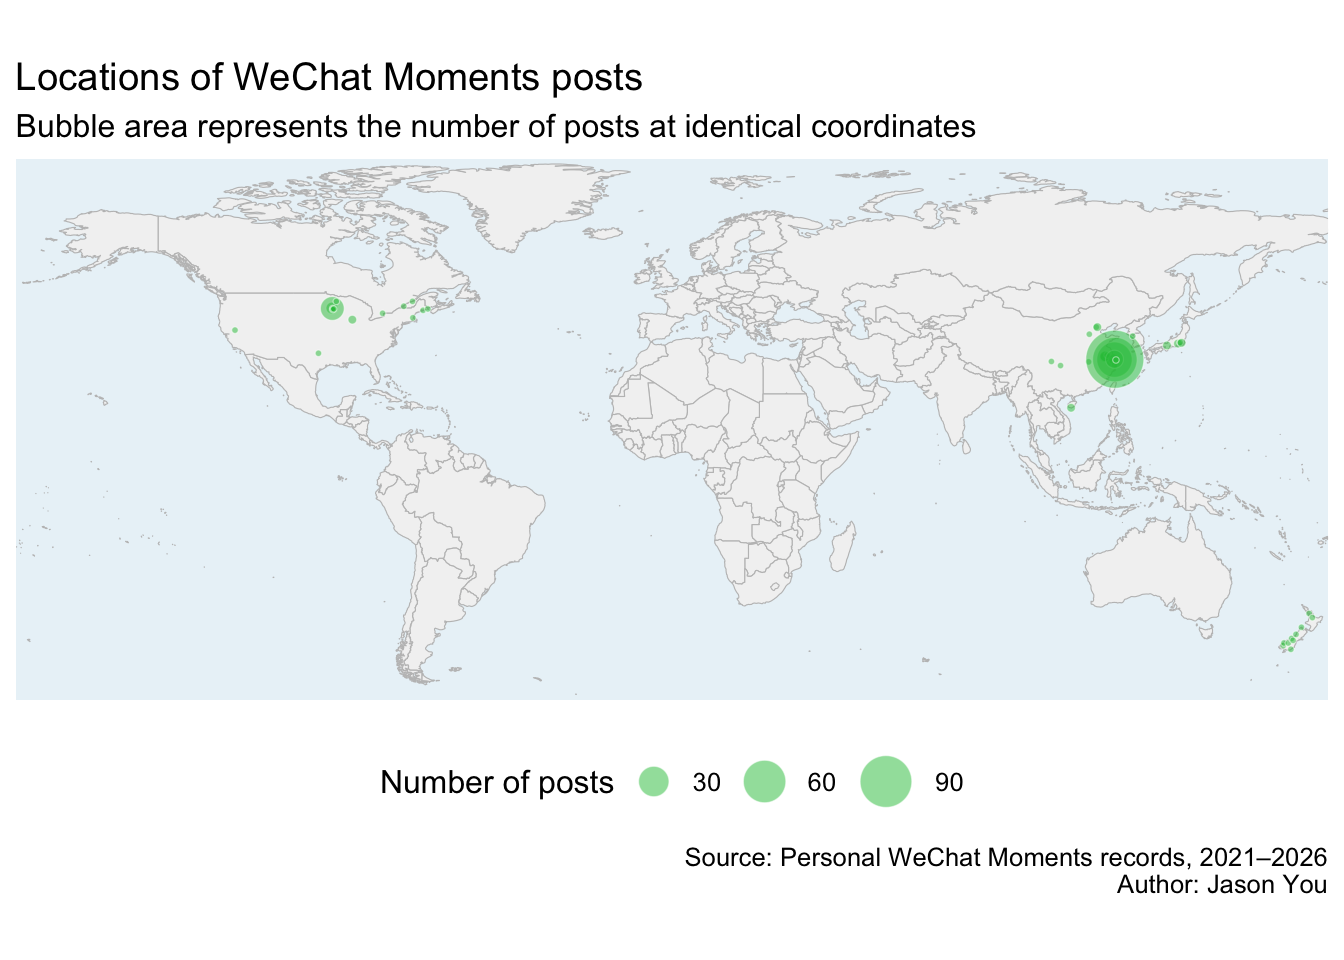 Locations of WeChat Moments posts
Bubble area represents the number of posts at identical coordinates
Number of posts 30 60 90
Source: Personal WeChat Moments records, 2021–2026
Author: Jason You